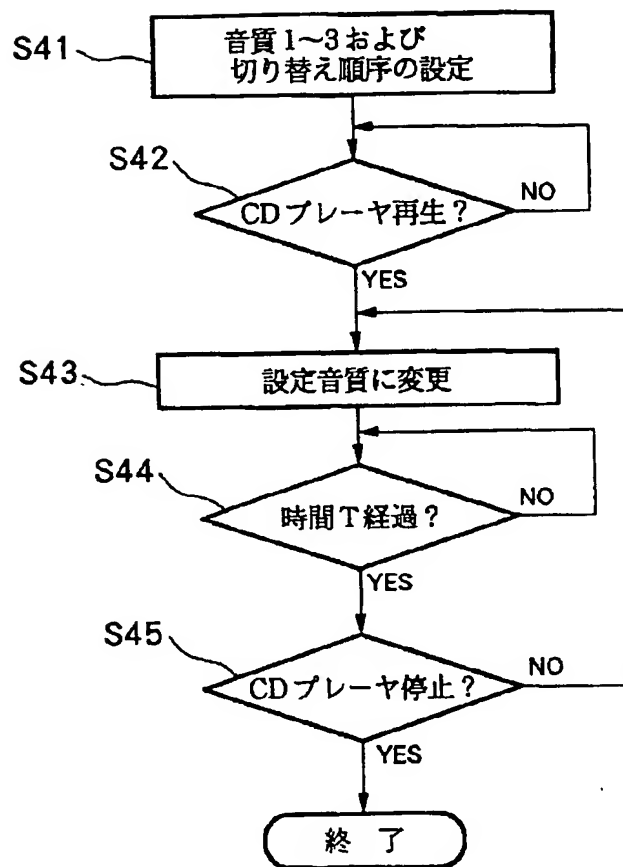 S41
音質1~3および
切り替え順序の設定
S42
CDプレーヤ再生?
NO
YES
S43
設定音質に変更
S44
時間T経過?
NO
YES
S45
CDプレーヤ停止?
NO
YES
終 了